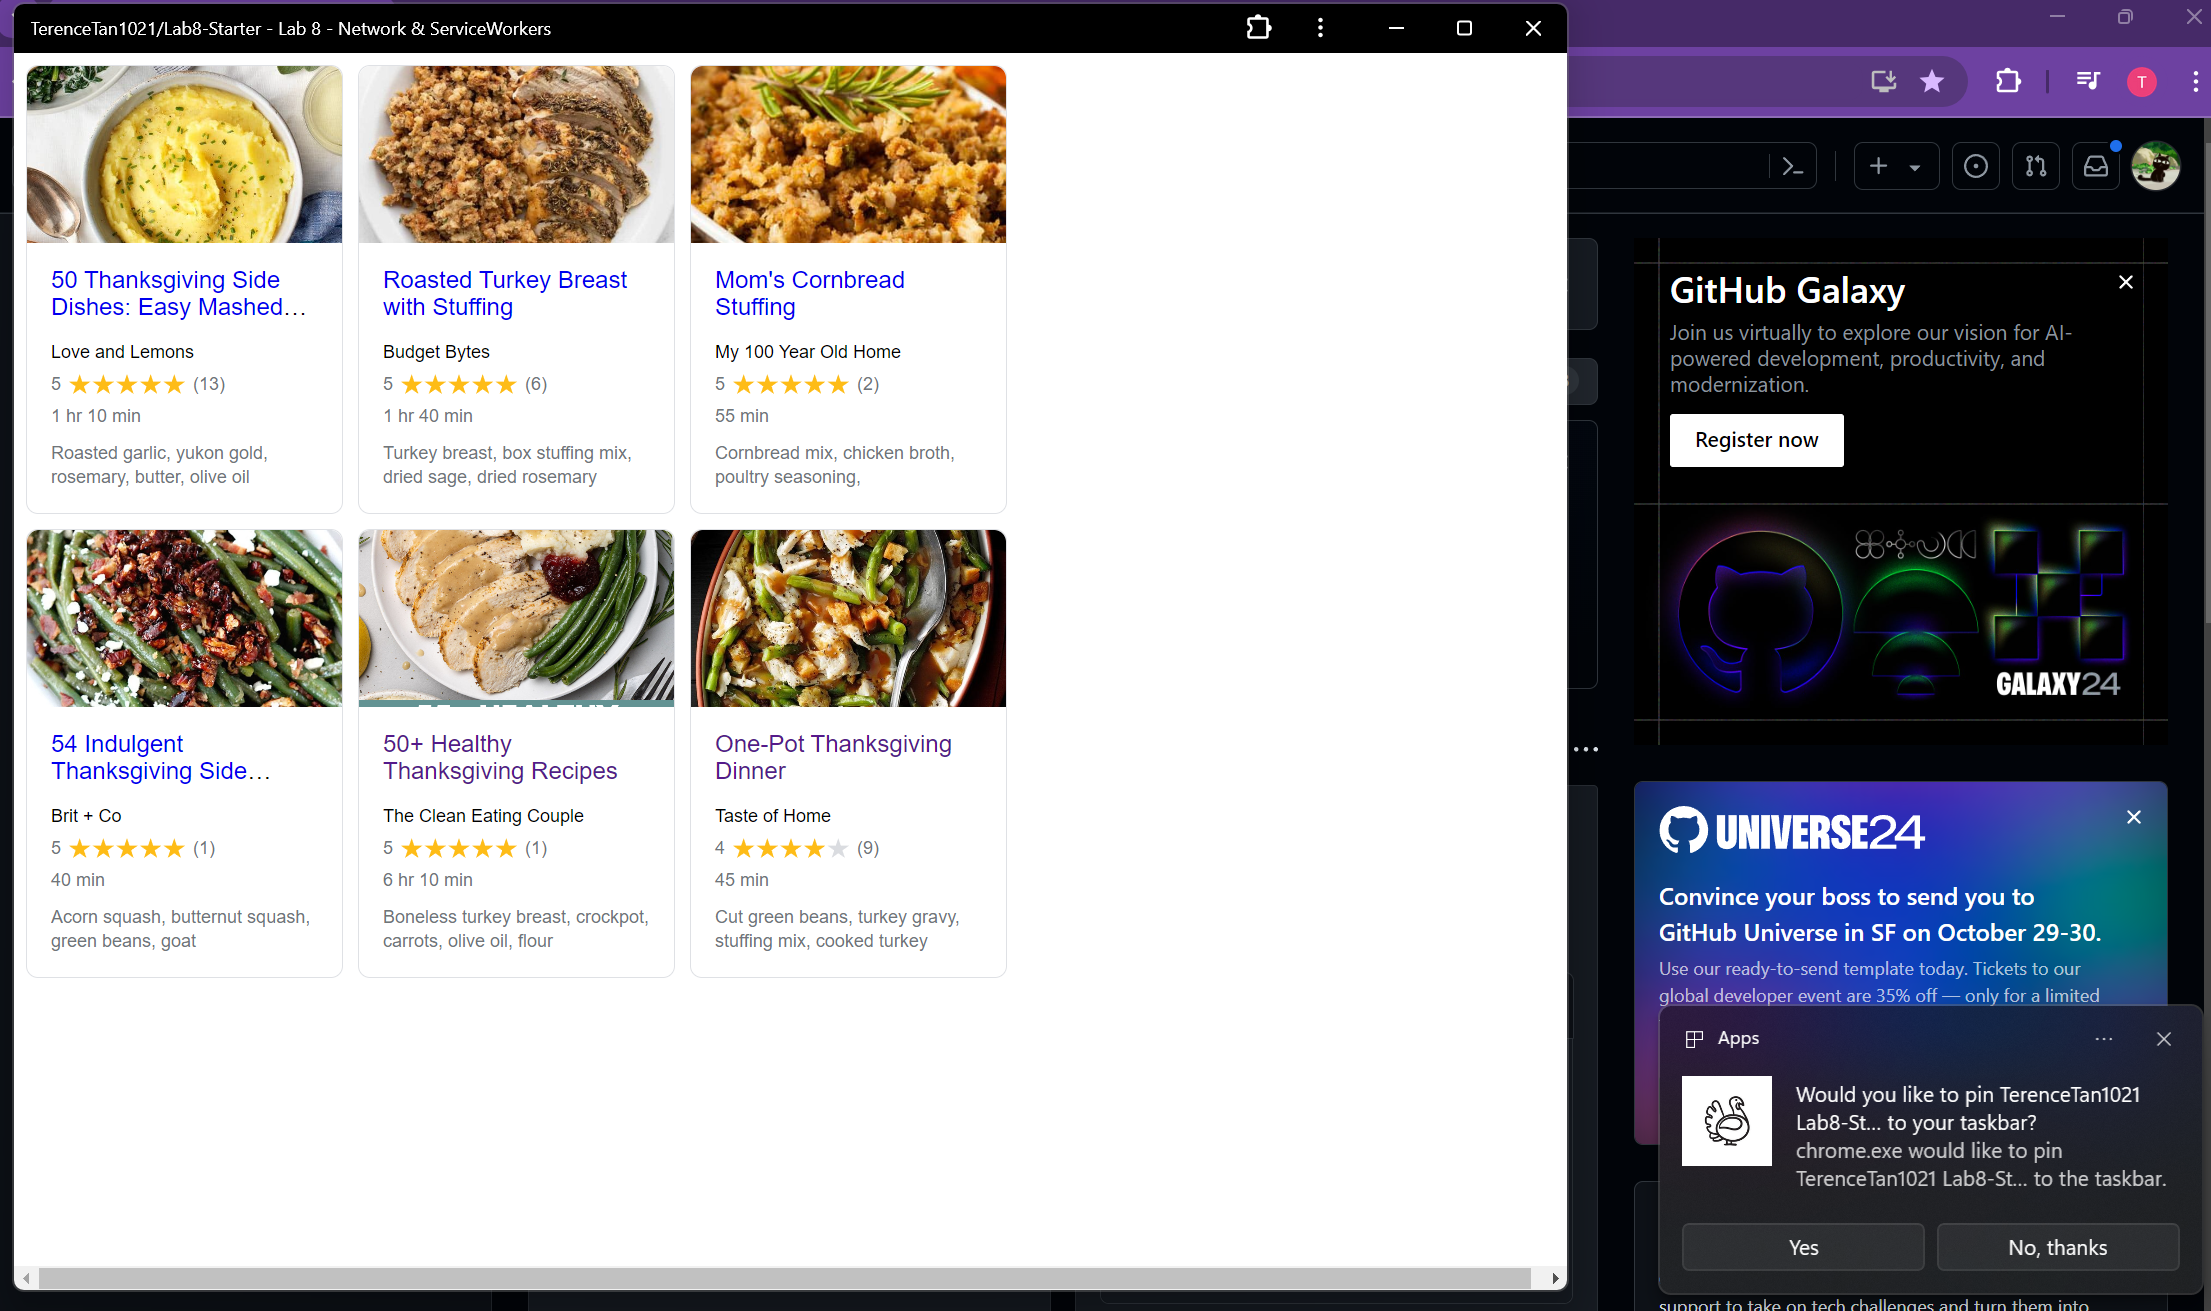 TerenceTan1021/Lab8-Starter - Lab 8 - Network & ServiceWorkers
50 Thanksgiving Side
Dishes: Easy Mashed…
Love and Lemons
5 ★★★★★ (13)
1 hr 10 min
Roasted garlic, yukon gold,
rosemary, butter, olive oil
Roasted Turkey Breast
with Stuffing
Budget Bytes
5 ★★★★★ (6)
1 hr 40 min
Turkey breast, box stuffing mix,
dried sage, dried rosemary
Mom's Cornbread
Stuffing
My 100 Year Old Home
5 ★★★★★ (2)
55 min
Cornbread mix, chicken broth,
poultry seasoning,
54 Indulgent
Thanksgiving Side…
Brit + Co
5 ★★★★★ (1)
40 min
Acorn squash, butternut squash,
green beans, goat
50+ Healthy
Thanksgiving Recipes
The Clean Eating Couple
5 ★★★★★ (1)
6 hr 10 min
Boneless turkey breast, crockpot,
carrots, olive oil, flour
One-Pot Thanksgiving
Dinner
Taste of Home
4 ★★★★★ (9)
45 min
Cut green beans, turkey gravy,
stuffing mix, cooked turkey
T
GitHub Galaxy
Join us virtually to explore our vision for AI-
powered development, productivity, and
modernization.
Register now
GALAXY24
UNIVERSE24
Convince your boss to send you to
GitHub Universe in SF on October 29-30.
Use our ready-to-send template today. Tickets to our
global developer event are 35% off — only for a limited
Apps
Would you like to pin TerenceTan1021
Lab8-St... to your taskbar?
chrome.exe would like to pin
TerenceTan1021 Lab8-St... to the taskbar.
Yes
No, thanks
support to take on tech challenges and turn them into